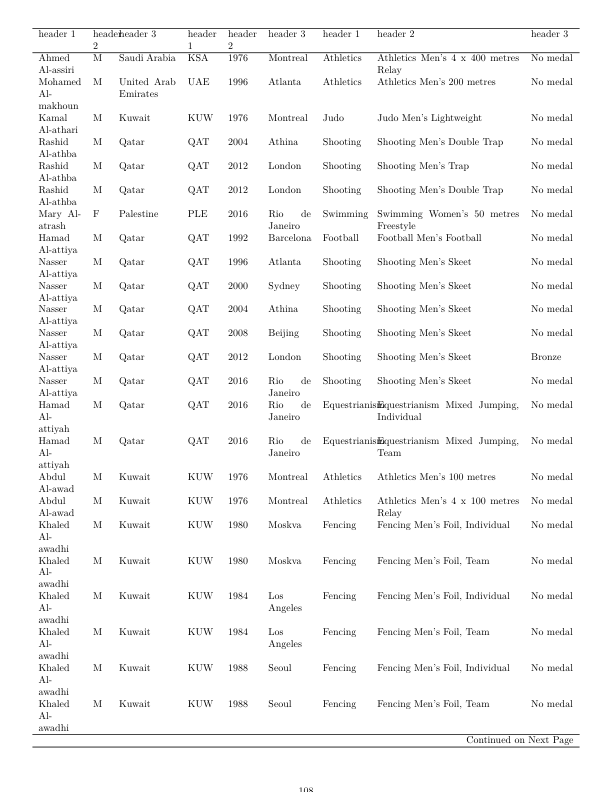 header 1 header 2 header 3 header 1 header 2 header 3 header 1 header 2 header 3
Ahmed Al-assiri M Saudi Arabia KSA 1976 Montreal Athletics Athletics Men's 4 x 400 metres Relay No medal
Mohamed Al-makhoun M United Arab Emirates UAE 1996 Atlanta Athletics Athletics Men's 200 metres No medal
Kamal Al-athari M Kuwait KUW 1976 Montreal Judo Judo Men's Lightweight No medal
Rashid Al-athba M Qatar QAT 2004 Athina Shooting Shooting Men's Double Trap No medal
Rashid Al-athba M Qatar QAT 2012 London Shooting Shooting Men's Trap No medal
Rashid Al-athba M Qatar QAT 2012 London Shooting Shooting Men's Double Trap No medal
Mary Al-atrash F Palestine PLE 2016 Rio de Janeiro Swimming Swimming Women's 50 metres Freestyle No medal
Hamad Al-attiya M Qatar QAT 1992 Barcelona Football Football Men's Football No medal
Nasser Al-attiya M Qatar QAT 1996 Atlanta Shooting Shooting Men's Skeet No medal
Nasser Al-attiya M Qatar QAT 2000 Sydney Shooting Shooting Men's Skeet No medal
Nasser Al-attiya M Qatar QAT 2004 Athina Shooting Shooting Men's Skeet No medal
Nasser Al-attiya M Qatar QAT 2008 Beijing Shooting Shooting Men's Skeet No medal
Nasser Al-attiya M Qatar QAT 2012 London Shooting Shooting Men's Skeet Bronze
Nasser Al-attiya M Qatar QAT 2016 Rio de Janeiro Shooting Shooting Men's Skeet No medal
Hamad Al-attiyah M Qatar QAT 2016 Rio de Janeiro Equestrianism Equestrianism Mixed Jumping, Individual No medal
Hamad Al-attiyah M Qatar QAT 2016 Rio de Janeiro Equestrianism Equestrianism Mixed Jumping, Team No medal
Abdul Al-awad M Kuwait KUW 1976 Montreal Athletics Athletics Men's 100 metres No medal
Abdul Al-awad M Kuwait KUW 1976 Montreal Athletics Athletics Men's 4 x 100 metres Relay No medal
Khaled Al-awadhi M Kuwait KUW 1980 Moskva Fencing Fencing Men's Foil, Individual No medal
Khaled Al-awadhi M Kuwait KUW 1980 Moskva Fencing Fencing Men's Foil, Team No medal
Khaled Al-awadhi M Kuwait KUW 1984 Los Angeles Fencing Fencing Men's Foil, Individual No medal
Khaled Al-awadhi M Kuwait KUW 1984 Los Angeles Fencing Fencing Men's Foil, Team No medal
Khaled Al-awadhi M Kuwait KUW 1988 Seoul Fencing Fencing Men's Foil, Individual No medal
Khaled Al-awadhi M Kuwait KUW 1988 Seoul Fencing Fencing Men's Foil, Team No medal
Continued on Next Page
108